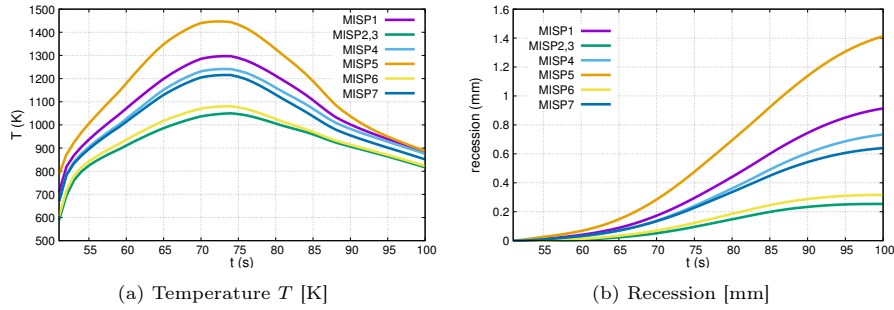 1500
1400
1300
1200
1100
1000
900
800
700
600
500
T (K)
MISP1
MISP2,3
MISP4
MISP5
MISP6
MISP7
55 60 65 70 75 80 85 90 95 100
t (s)
(a) Temperature T [K]
1.6
1.4
1.2
1
0.8
0.6
0.4
0.2
0
recession (mm)
MISP1
MISP2,3
MISP4
MISP5
MISP6
MISP7
55 60 65 70 75 80 85 90 95 100
t (s)
(b) Recession [mm]